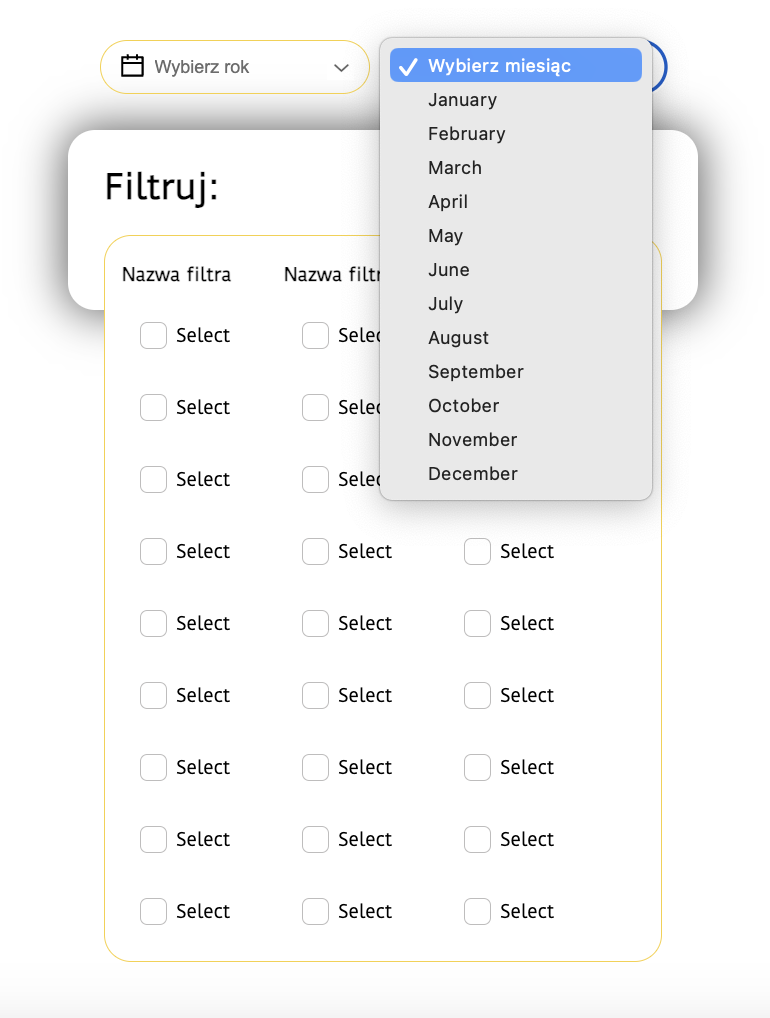 Wybierz rok
Wybierz miesiąc
January
February
March
April
May
June
July
August
September
October
November
December
Filtruj:
Nazwa filtra Nazwa
Select
Select
Select
Select Select Select
Select Select Select
Select Select Select
Select Select Select
Select Select Select
Select Select Select